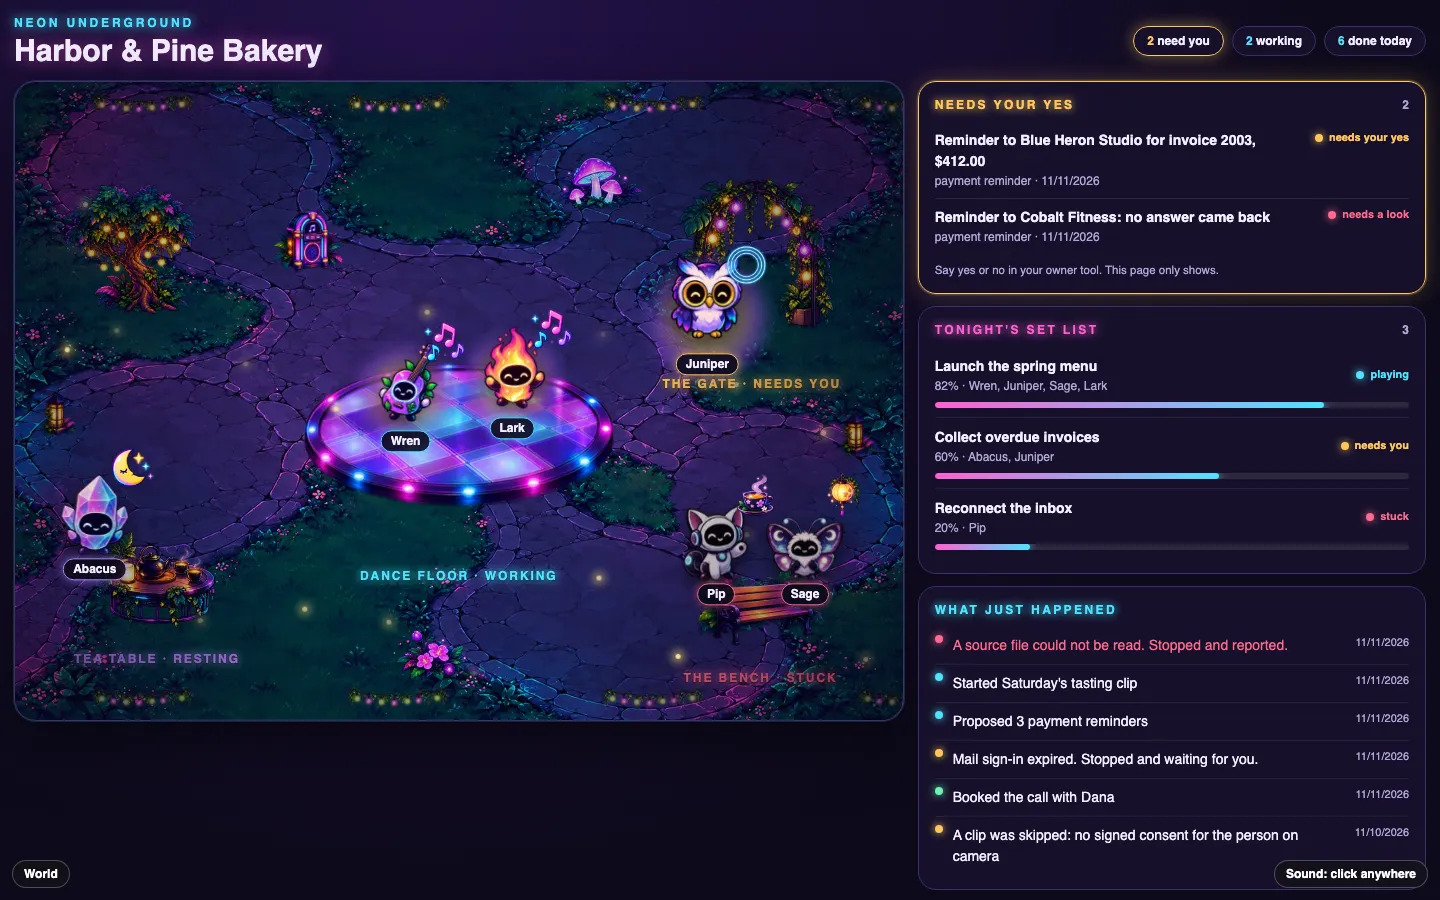 NEON UNDERGROUND
Harbor & Pine Bakery
2 need you
2 working
6 done today
Juniper
THE GATE · NEEDS YOU
Wren
Lark
Abacus
Pip
Sage
DANCE FLOOR · WORKING
TEA TABLE · RESTING
THE BENCH · STUCK
NEEDS YOUR YES
2
Reminder to Blue Heron Studio for invoice 2003,
$412.00
needs your yes
payment reminder · 11/11/2026
Reminder to Cobalt Fitness: no answer came back
needs a look
payment reminder · 11/11/2026
Say yes or no in your owner tool. This page only shows.
TONIGHT'S SET LIST
3
Launch the spring menu
82% · Wren, Juniper, Sage, Lark
playing
Collect overdue invoices
60% · Abacus, Juniper
needs you
Reconnect the inbox
20% · Pip
stuck
WHAT JUST HAPPENED
A source file could not be read. Stopped and reported.
11/11/2026
Started Saturday's tasting clip
11/11/2026
Proposed 3 payment reminders
11/11/2026
Mail sign-in expired. Stopped and waiting for you.
11/11/2026
Booked the call with Dana
11/11/2026
A clip was skipped: no signed consent for the person on
camera
11/10/2026
World
Sound: click anywhere